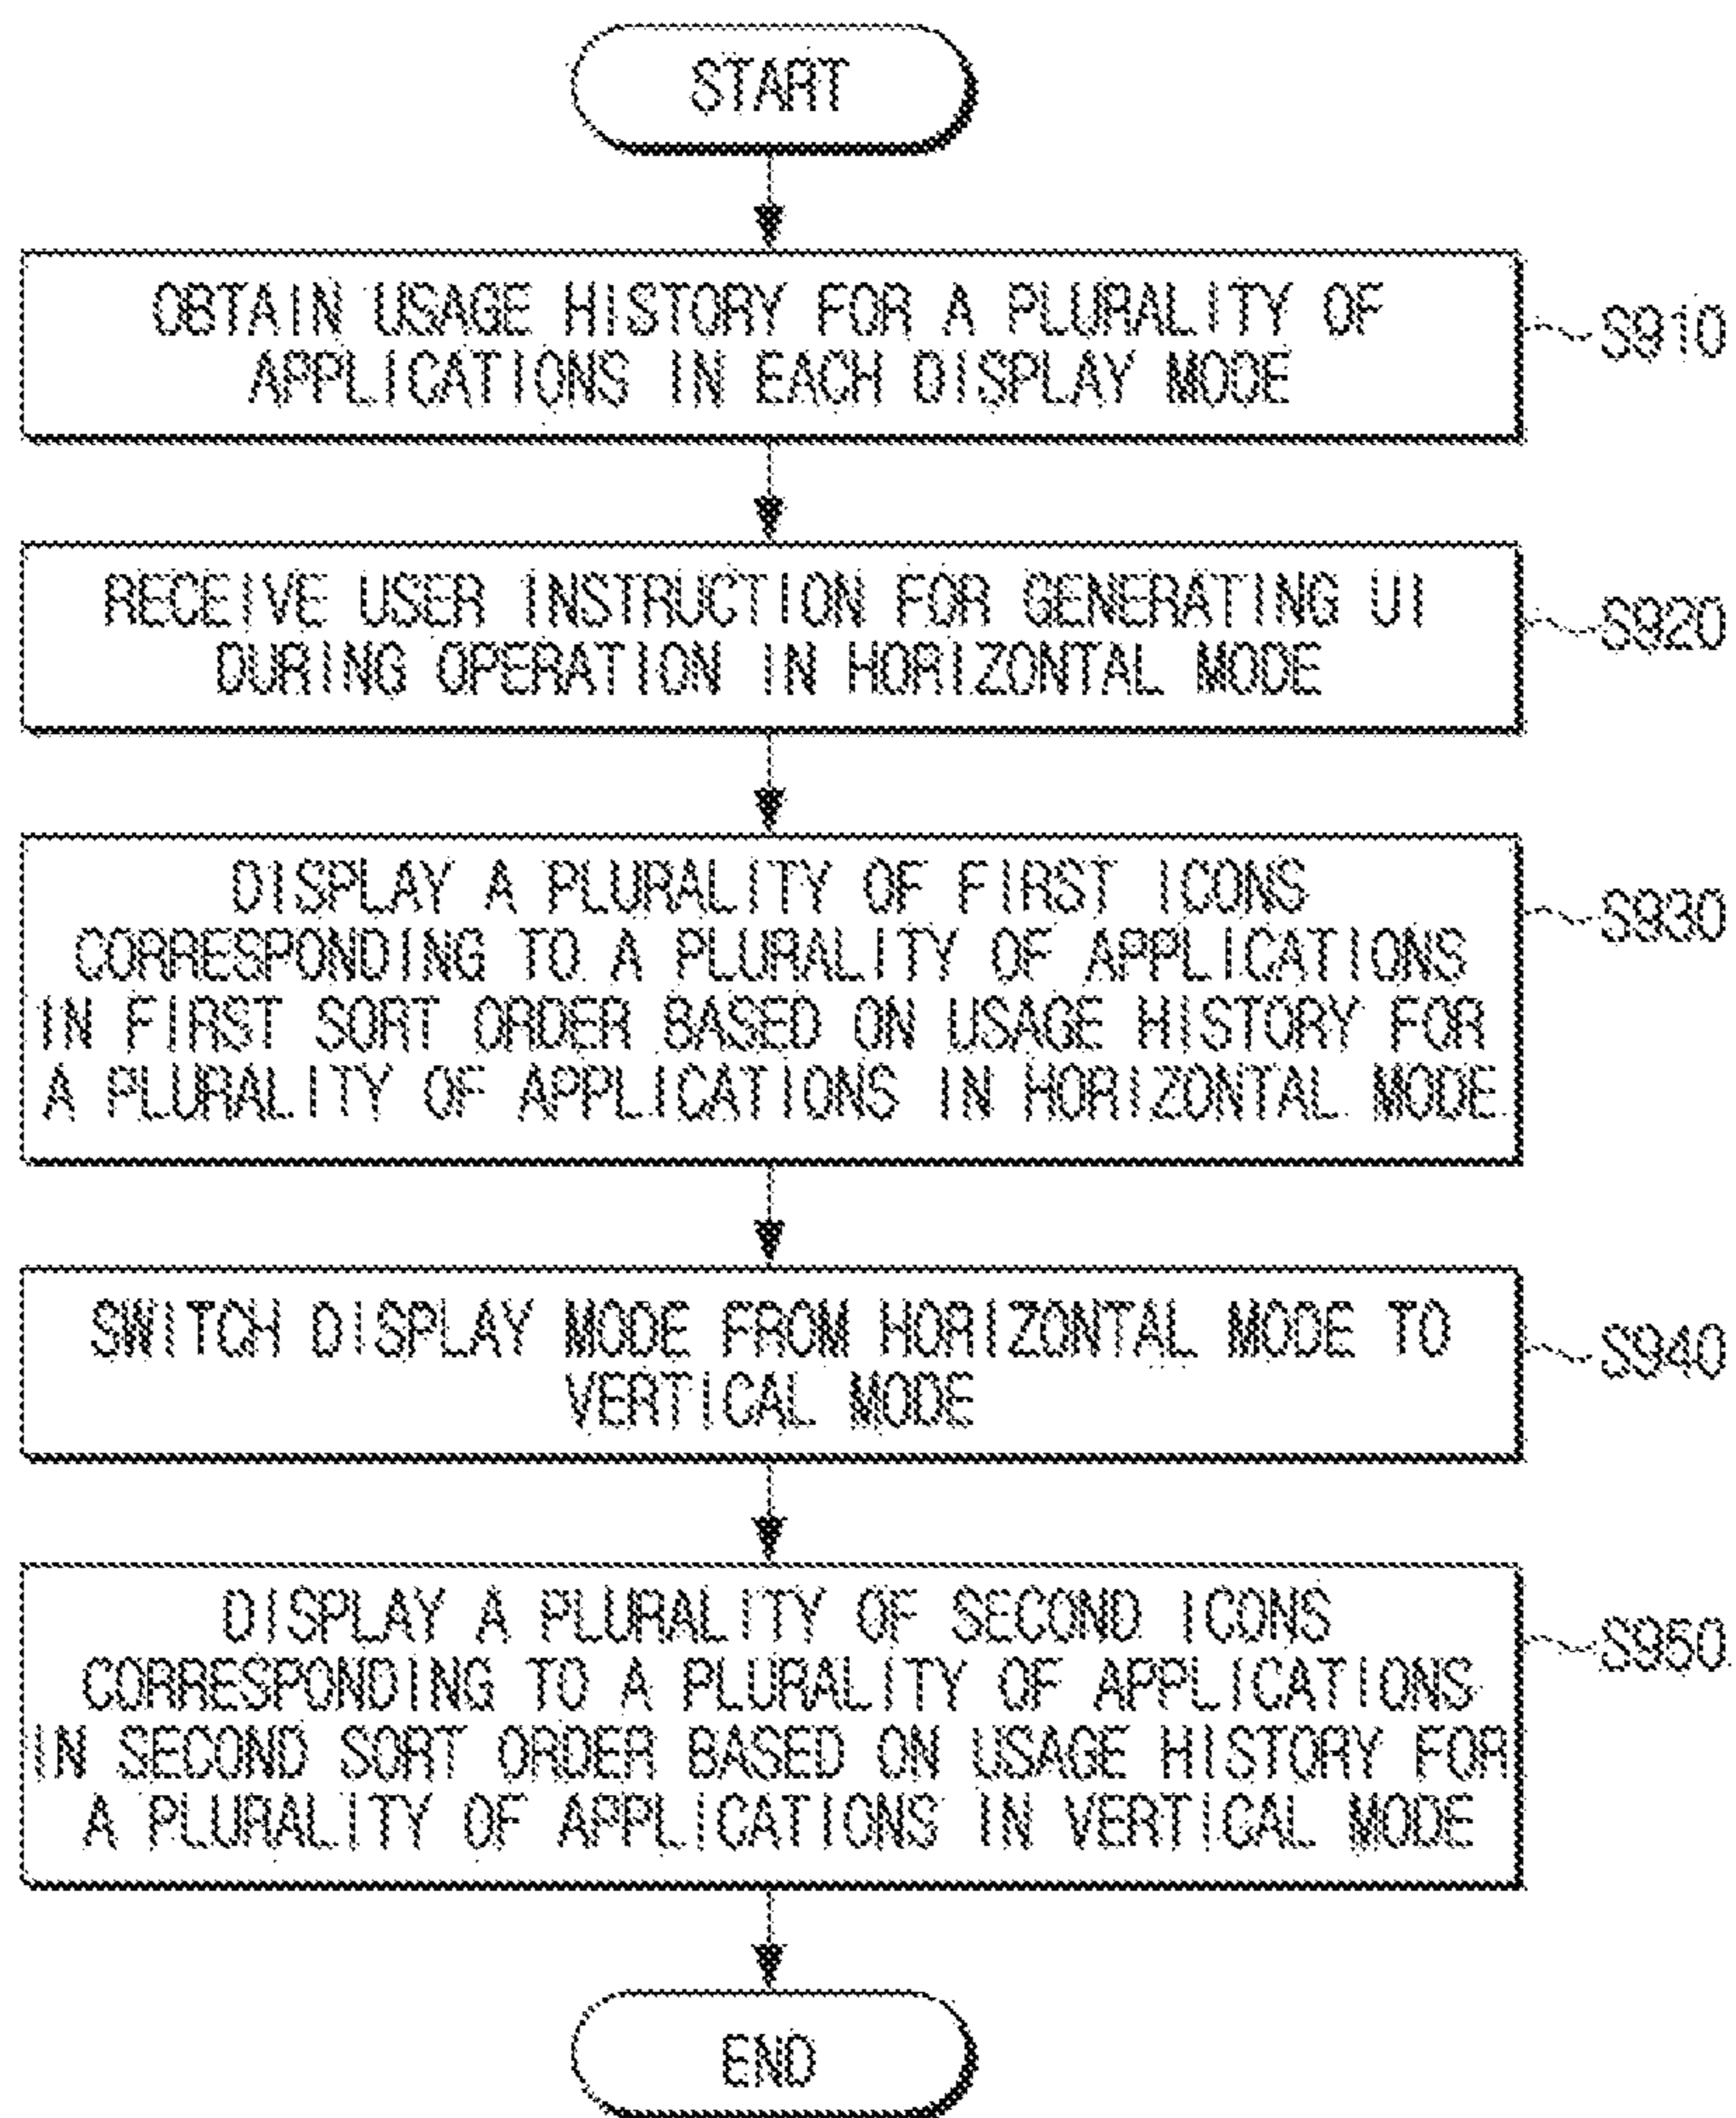 START
OBTAIN USAGE HISTORY FOR A PLURALITY OF
APPLICATIONS IN EACH DISPLAY MODE
S910
RECEIVE USER INSTRUCTION FOR GENERATING UI
DURING OPERATION IN HORIZONTAL MODE
S920
DISPLAY A PLURALITY OF FIRST ICONS
CORRESPONDING TO A PLURALITY OF APPLICATIONS
IN FIRST SORT ORDER BASED ON USAGE HISTORY FOR
A PLURALITY OF APPLICATIONS IN HORIZONTAL MODE
S930
SWITCH DISPLAY MODE FROM HORIZONTAL MODE TO
VERTICAL MODE
S940
DISPLAY A PLURALITY OF SECOND ICONS
CORRESPONDING TO A PLURALITY OF APPLICATIONS
IN SECOND SORT ORDER BASED ON USAGE HISTORY FOR
A PLURALITY OF APPLICATIONS IN VERTICAL MODE
S950
END